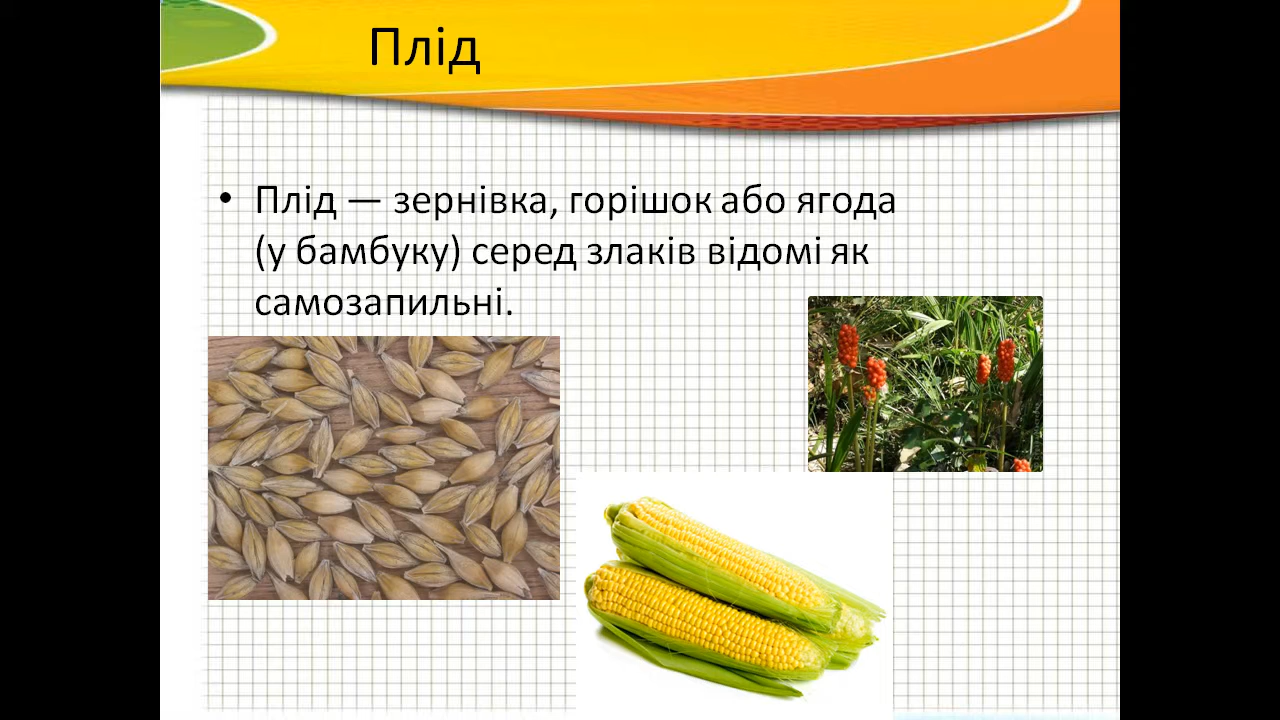 Плід
• Плід — зернівка, горішок або ягода
(у бамбуку) серед злаків відомі як
самозапильні.